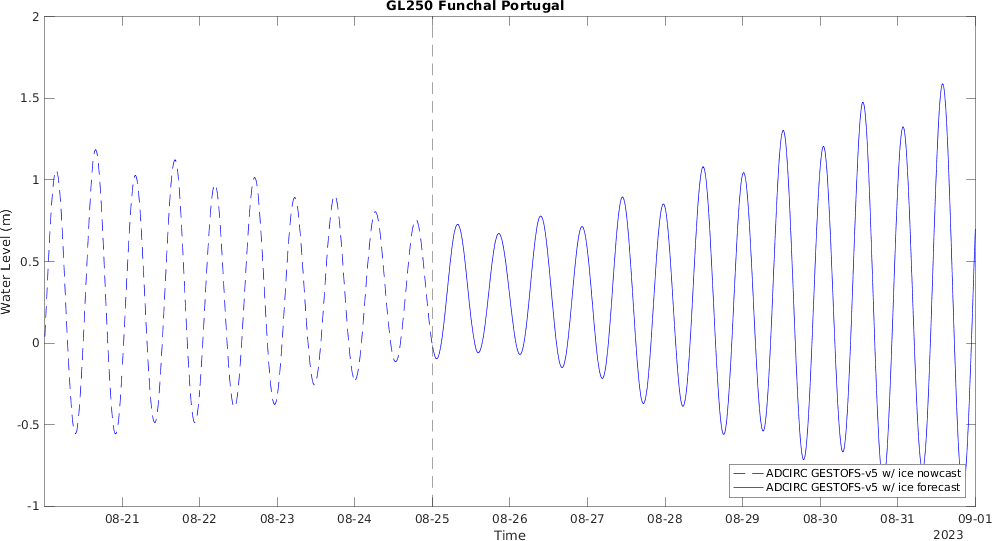 GL250 Funchal Portugal
2
1.5
1
0.5
0
-0.5
-1
Water Level (m)
08-21 08-22 08-23 08-24 08-25 08-26 08-27 08-28 08-29 08-30 08-31 09-01
Time
2023
ADCIRC GESTOFS-v5 w/ ice nowcast
ADCIRC GESTOFS-v5 w/ ice forecast